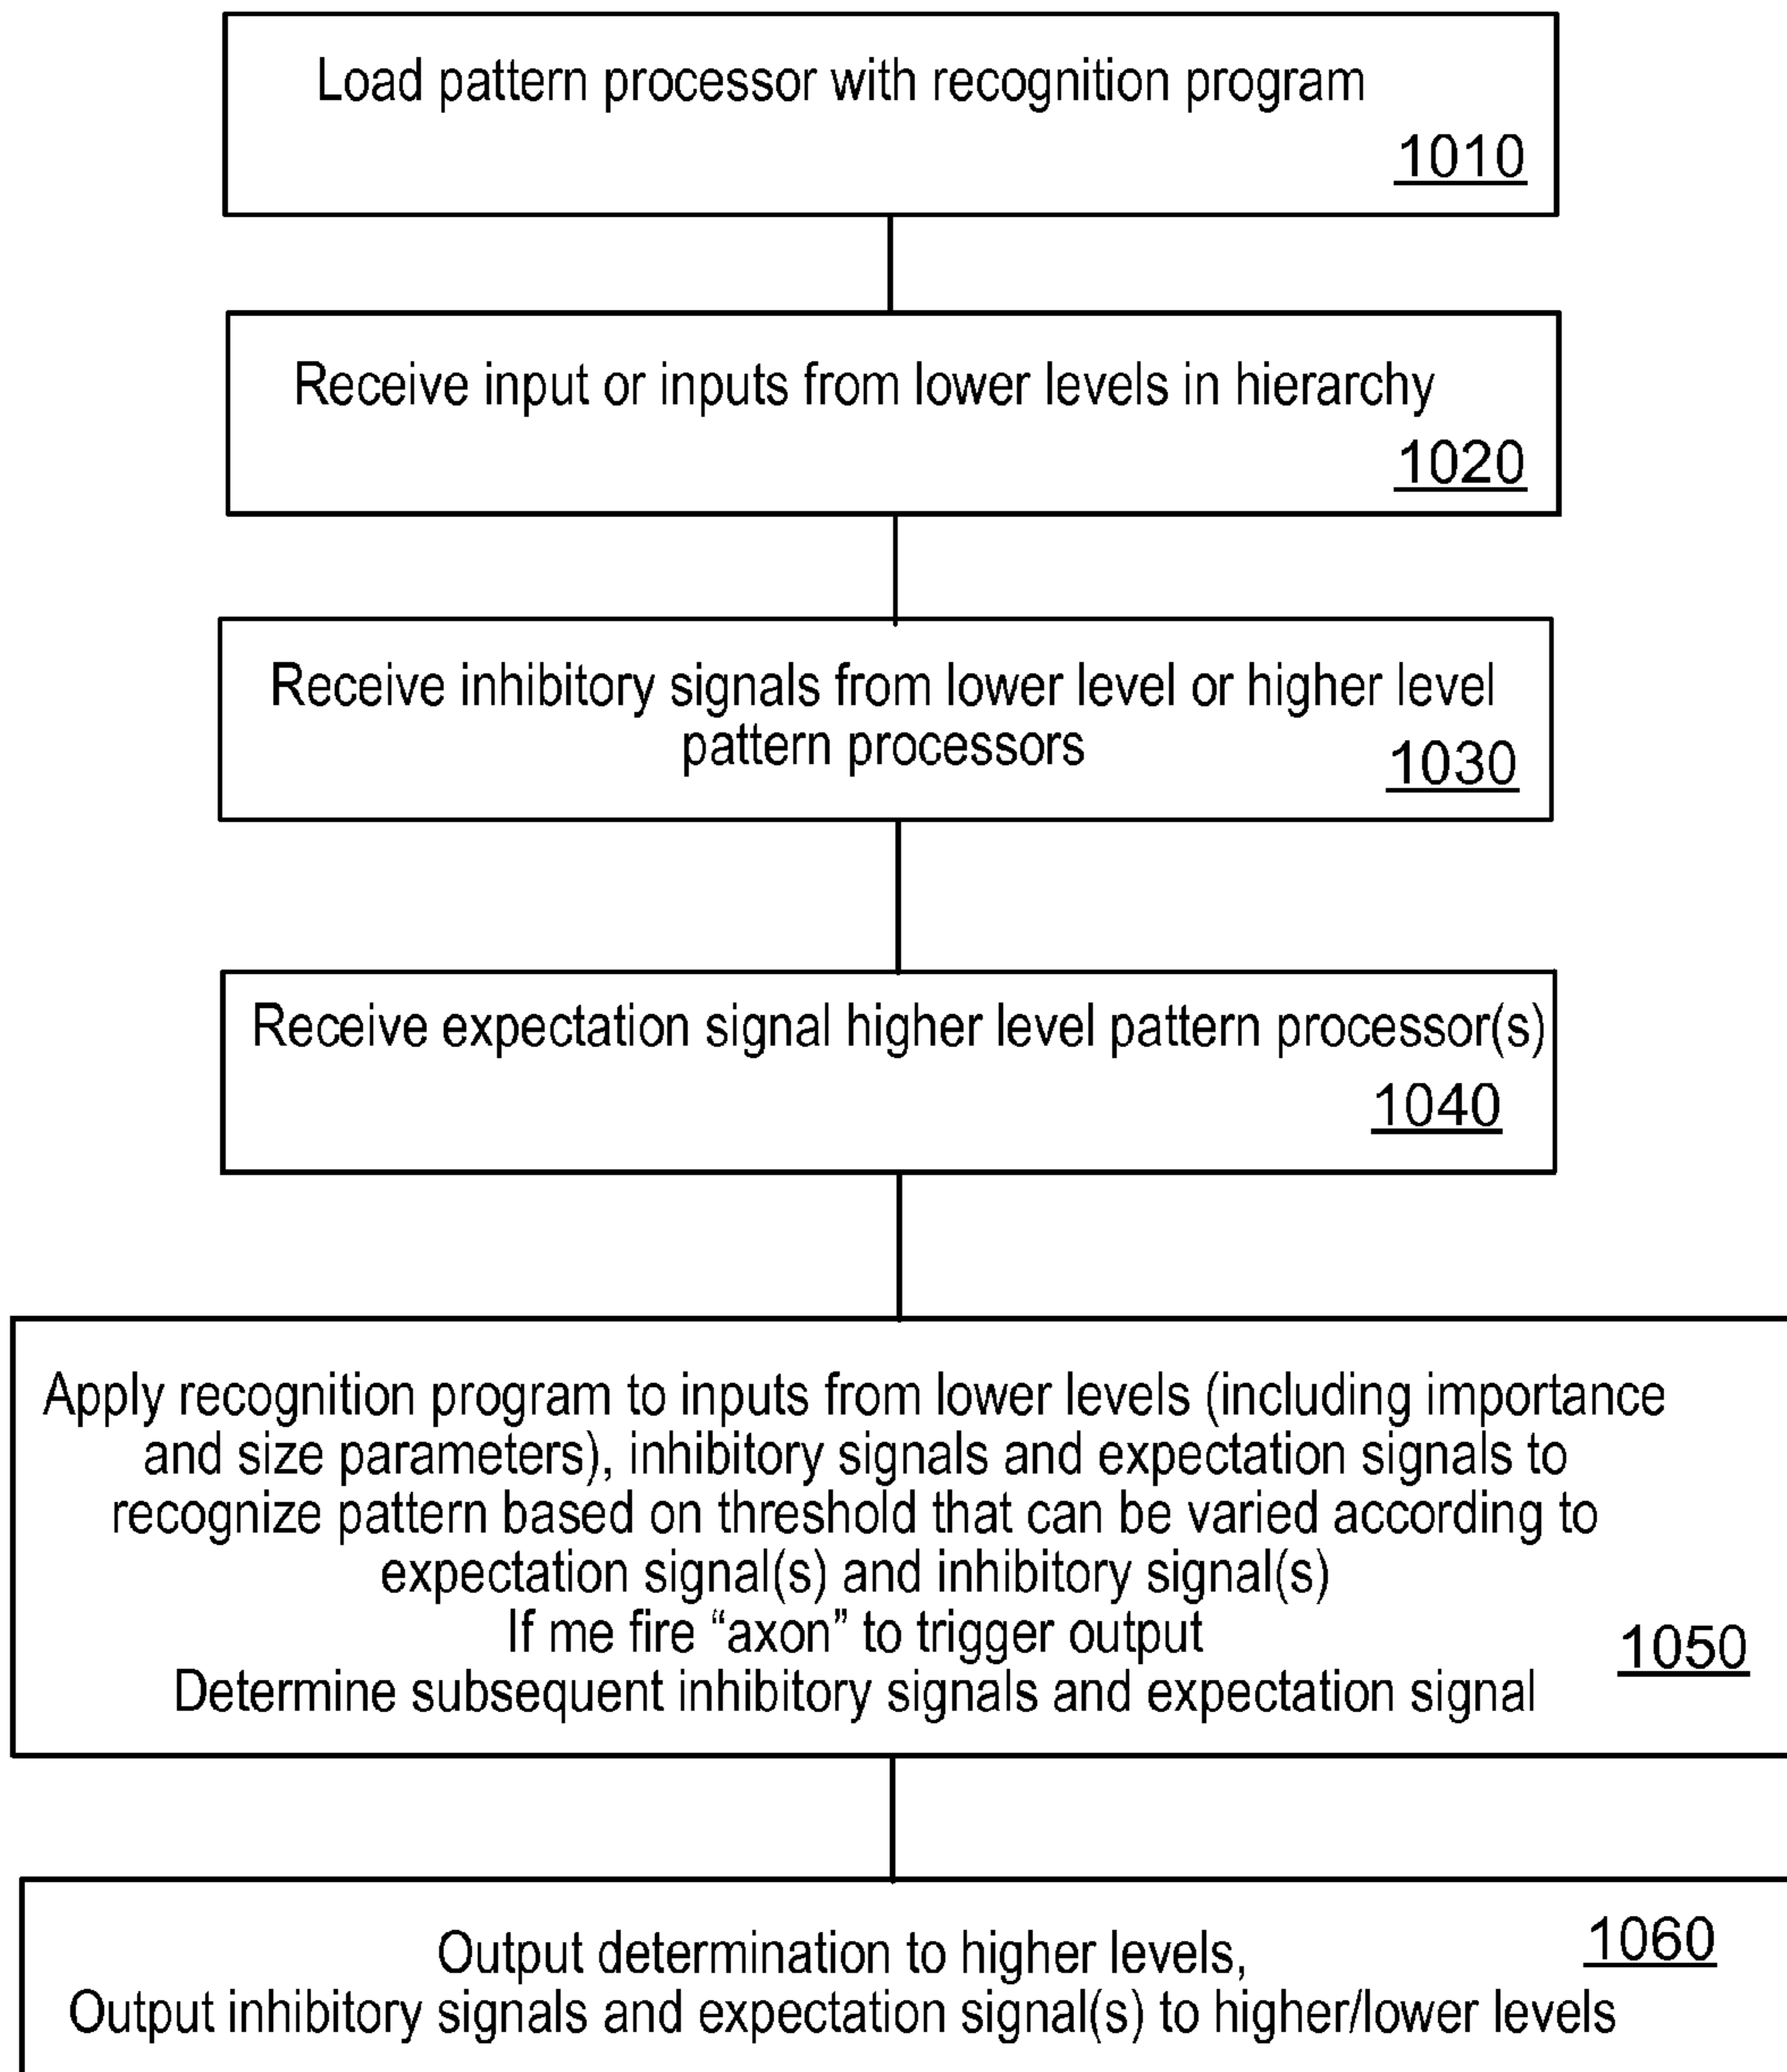 Load pattern processor with recognition program
1010
Receive input or inputs from lower levels in hierarchy
1020
Receive inhibitory signals from lower level or higher level
pattern processors
1030
Receive expectation signal higher level pattern processor(s)
1040
Apply recognition program to inputs from lower levels (including importance
and size parameters), inhibitory signals and expectation signals to
recognize pattern based on threshold that can be varied according to
expectation signal(s) and inhibitory signal(s)
If me fire “axon” to trigger output
1050
Determine subsequent inhibitory signals and expectation signal
1060
Output determination to higher levels,
Output inhibitory signals and expectation signal(s) to higher/lower levels